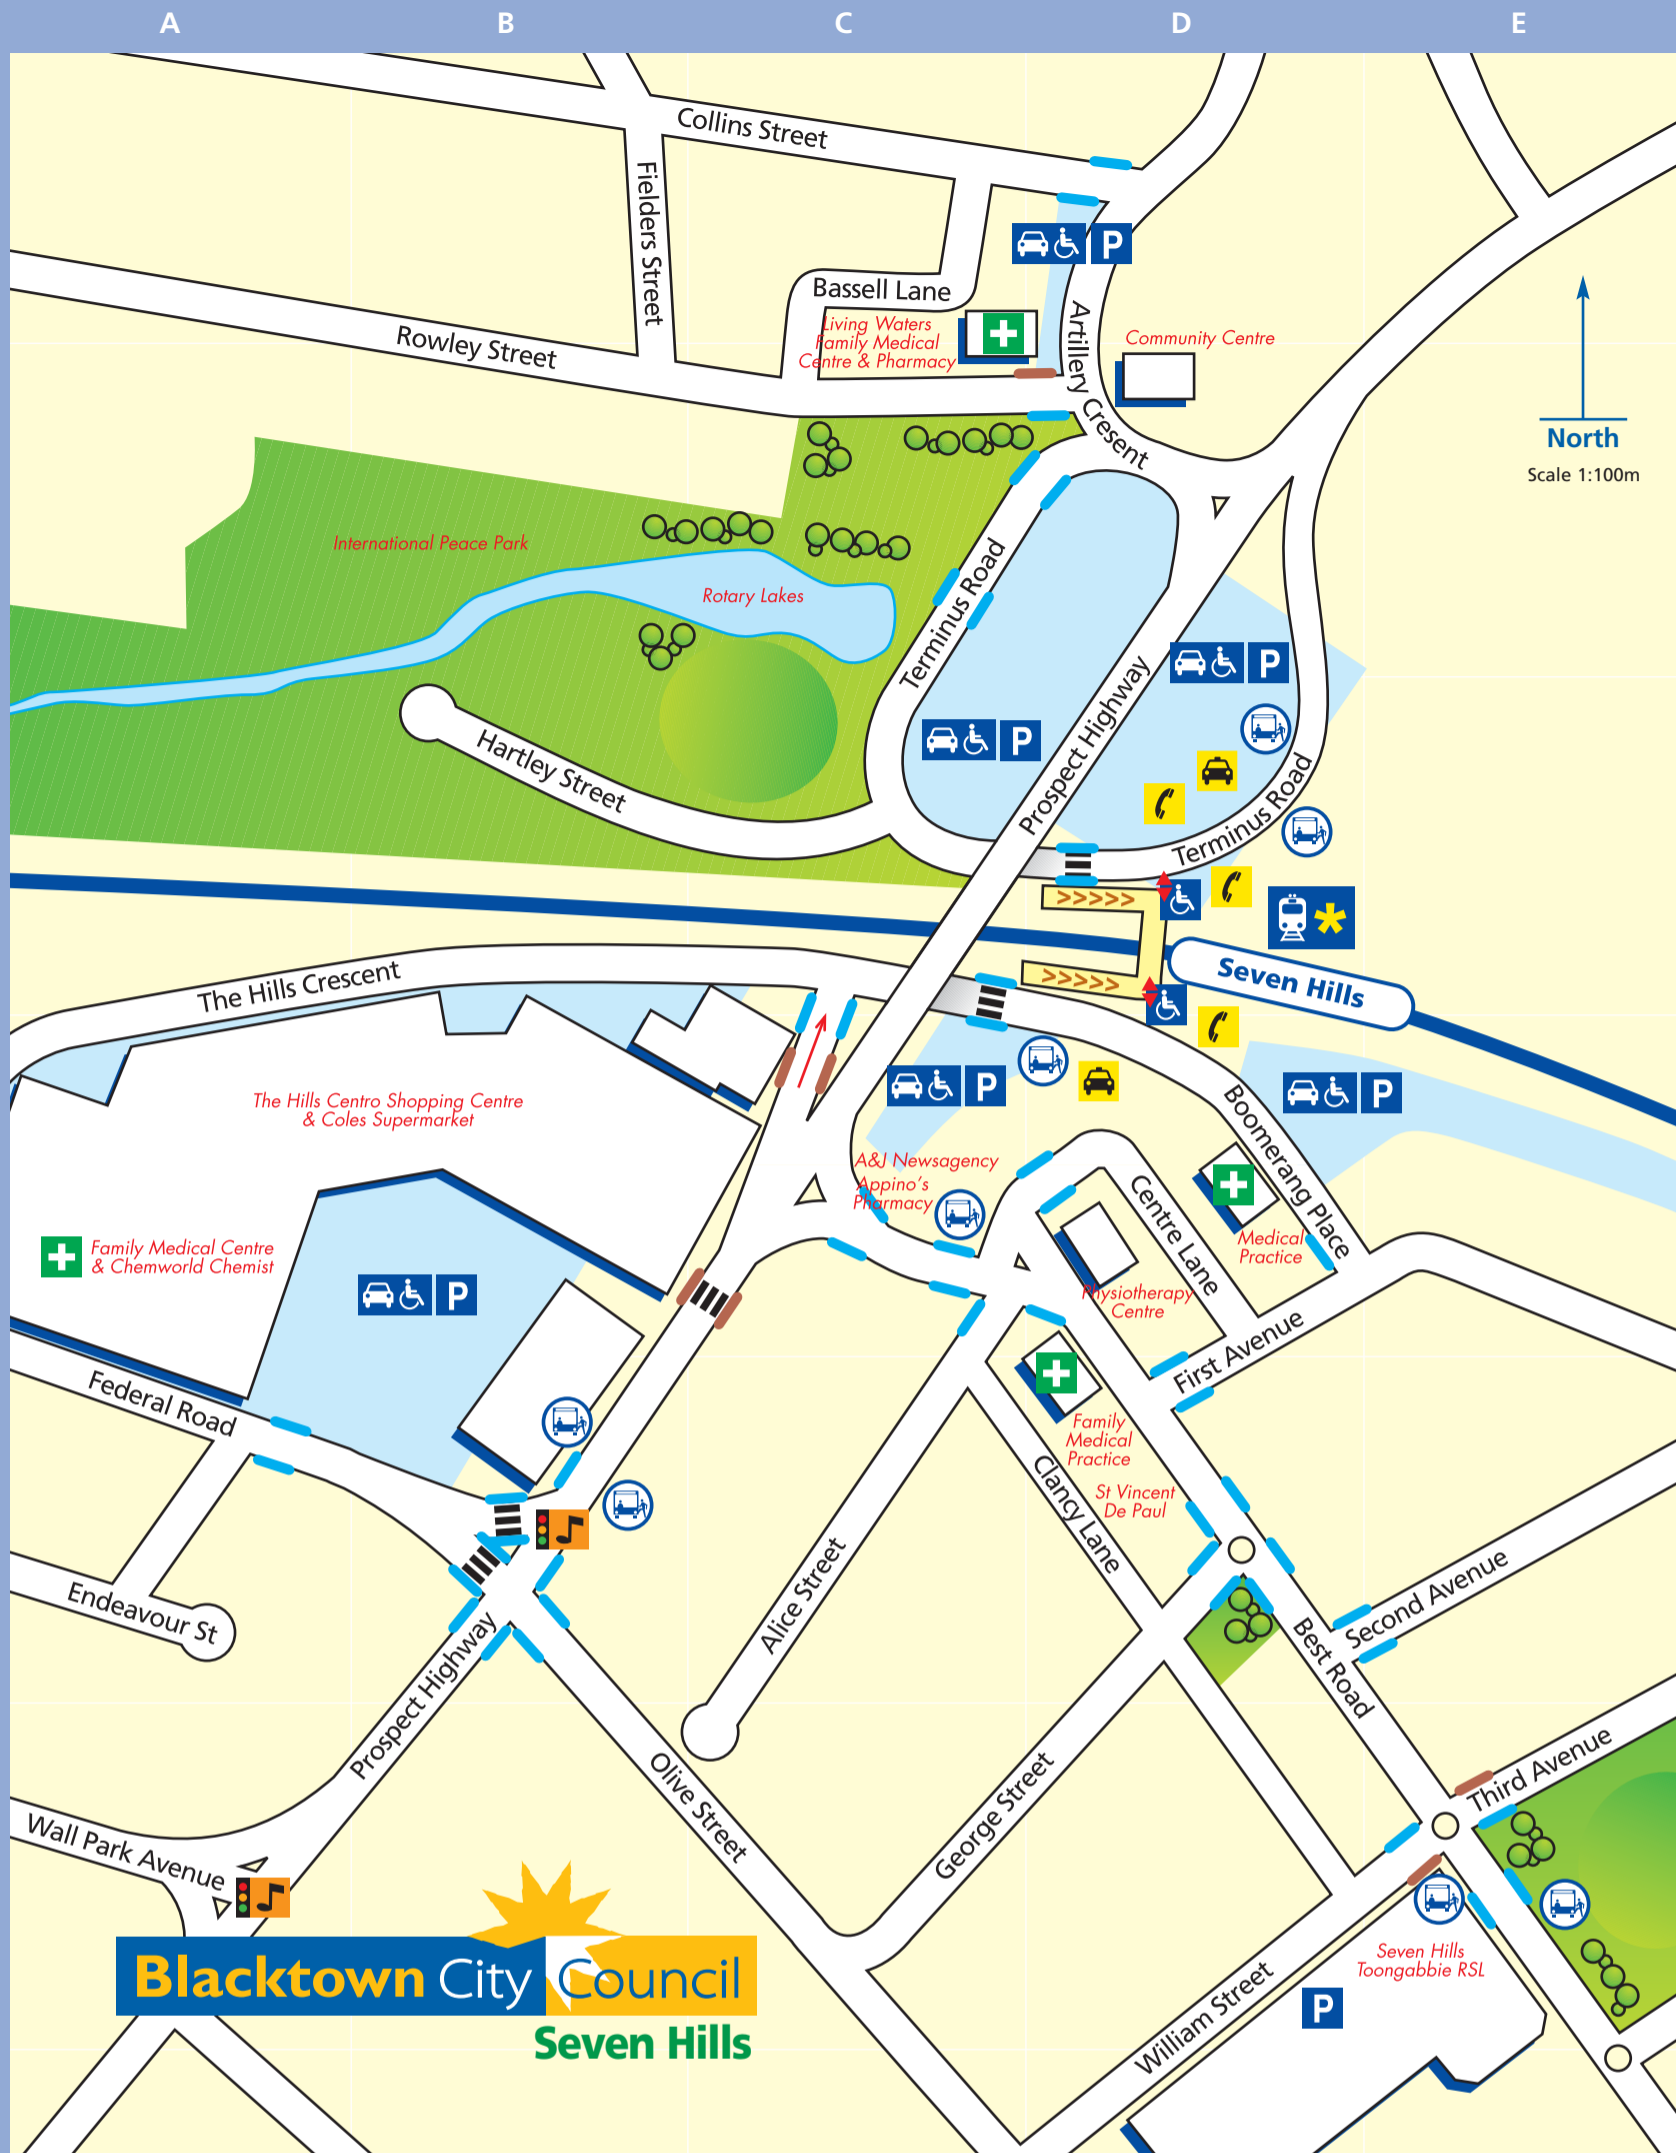 A
B
C
D
E
Collins Street
Fielders Street
Bassell Lane
Rowley Street
Living Waters
Family Medical
Centre & Pharmacy
Artillery Cresent
Community Centre
P
North
Scale 1:100m
International Peace Park
Rotary Lakes
Terminus Road
Hartley Street
Prospect Highway
P
P
Terminus Road
>>>>>
>>>>>
Seven Hills
The Hills Crescent
The Hills Centro Shopping Centre
& Coles Supermarket
P
P
Boomerang Place
A&J Newsagency
Appino's
Pharmacy
Centre Lane
Medical
Practice
Family Medical Centre
& Chemworld Chemist
P
Physiotherapy
Centre
First Avenue
Federal Road
Family
Medical
Practice
St Vincent
De Paul
Clancy Lane
Alice Street
Endeavour St
Second Avenue
Best Road
Prospect Highway
Olive Street
George Street
Third Avenue
Wall Park Avenue
Seven Hills
Toongabbie RSL
P
William Street
Blacktown City Council
Seven Hills